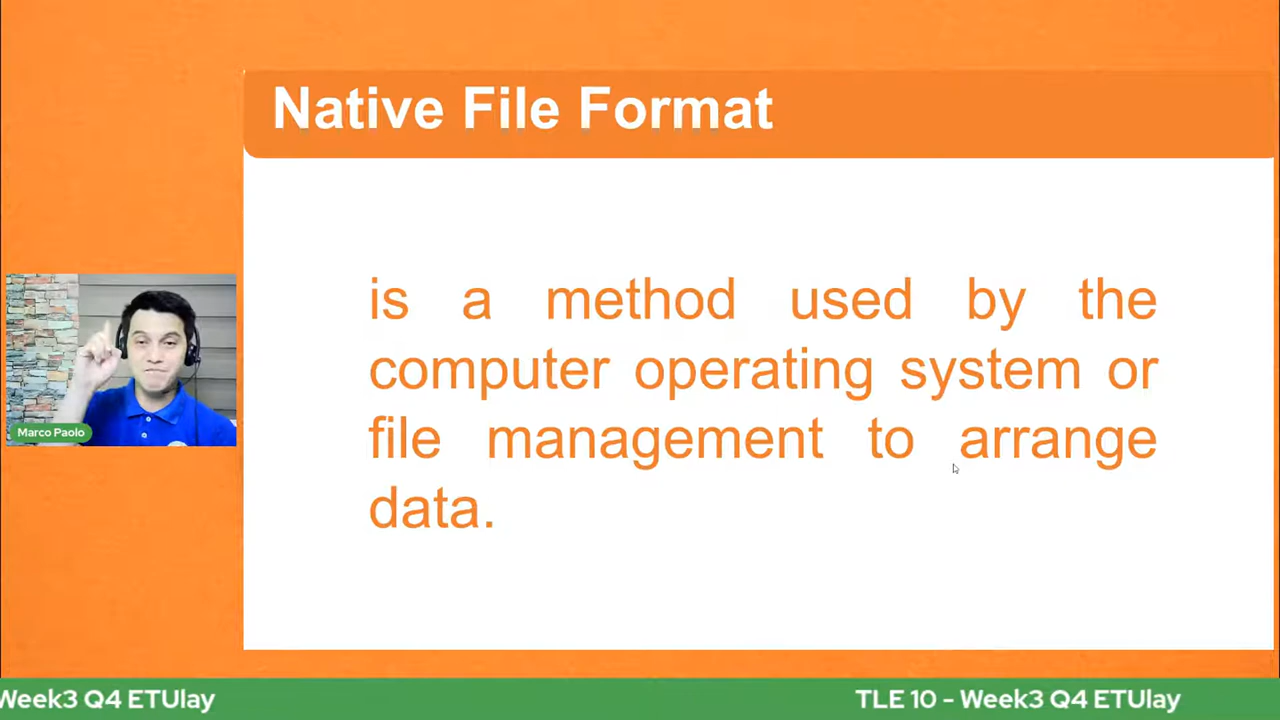 Native File Format
is a method used by the
computer operating system or
file management to arrange
data.
Marco Paolo
Week3 Q4 ETUlay
TLE 10 - Week3 Q4 ETUlay